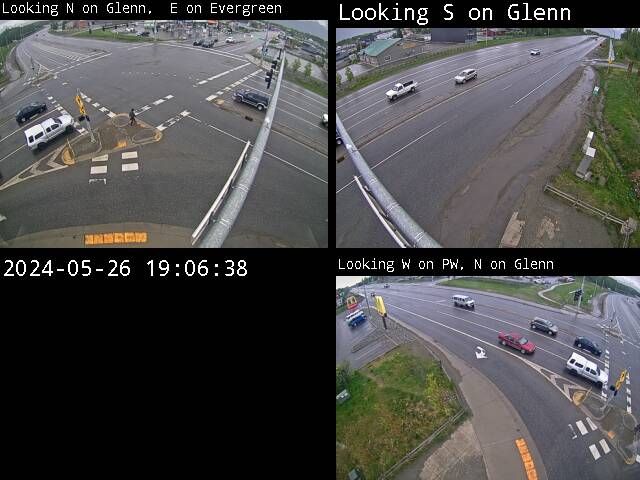 Looking N on Glenn,  E on Evergreen
Looking S on Glenn
2024-05-26 19:06:38
Looking W on PW, N on Glenn